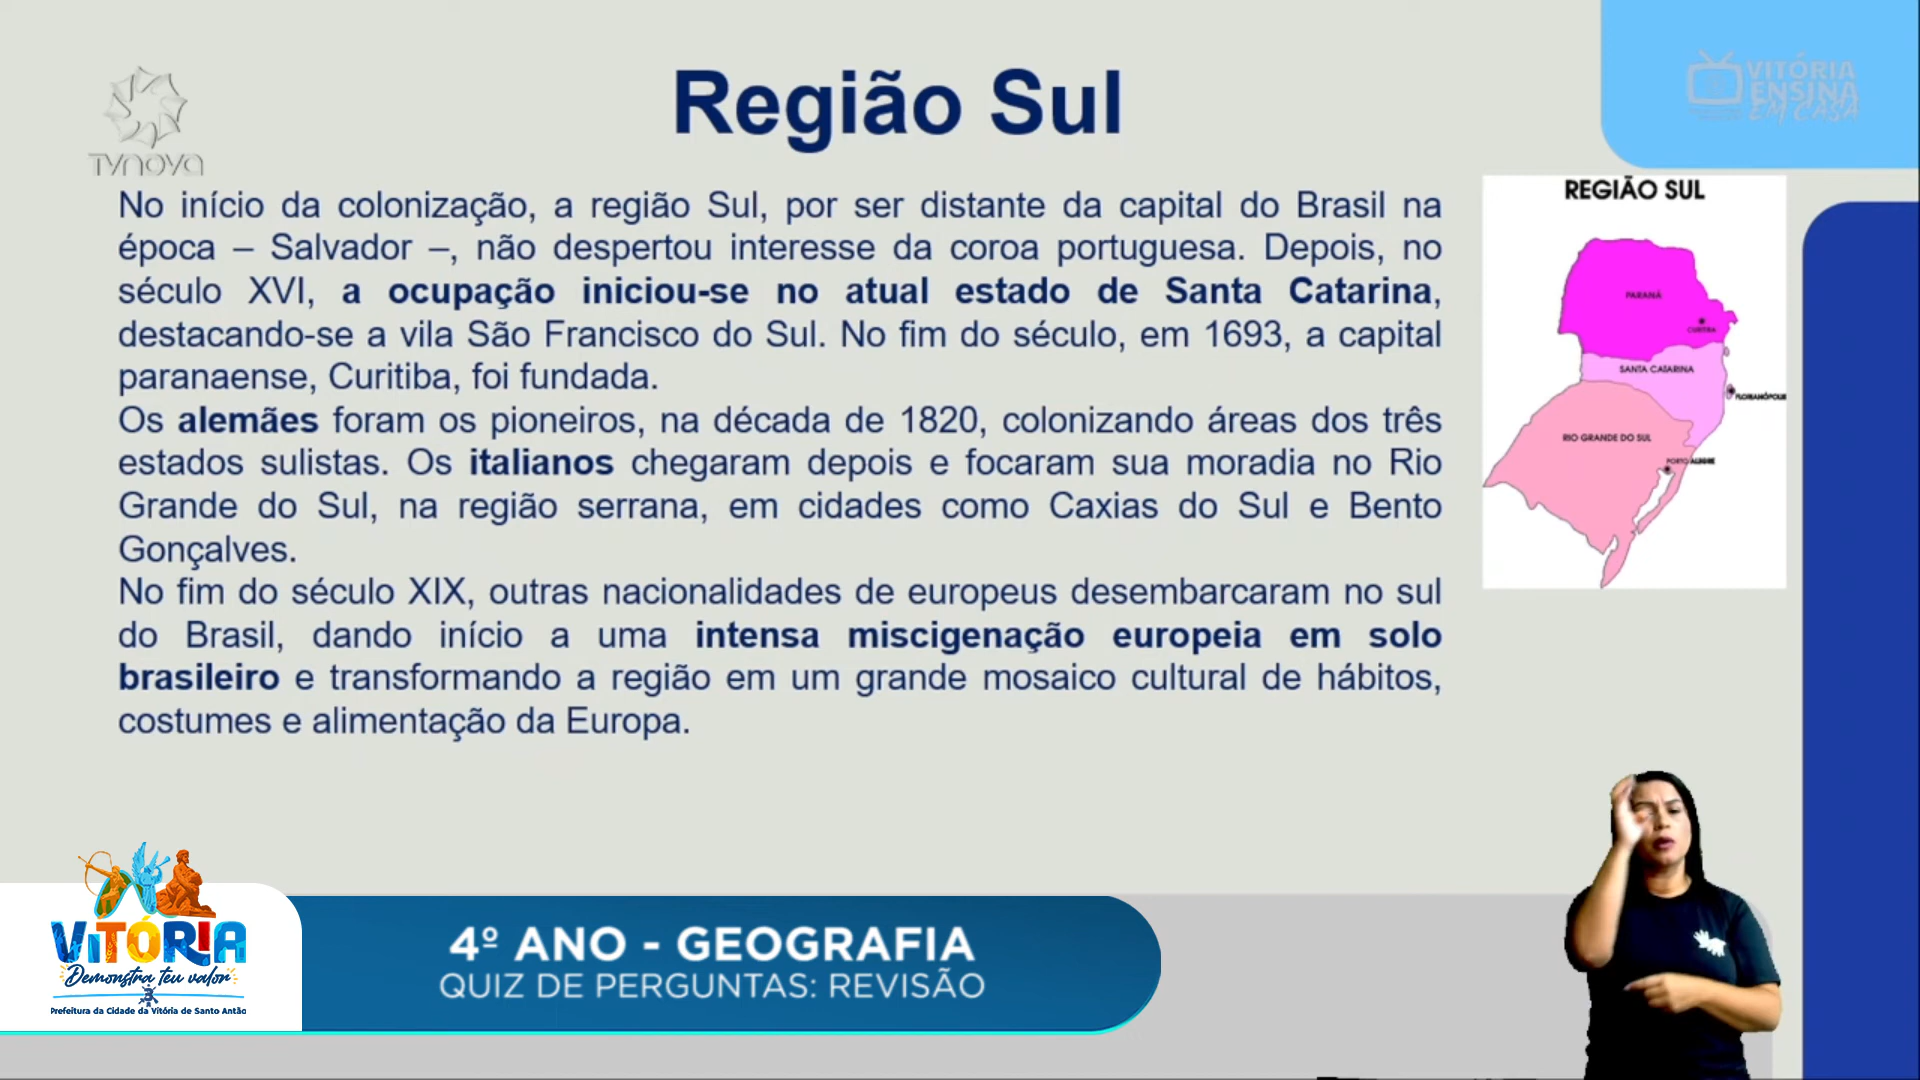 Região Sul
TVNOVA
VITÓRIA
ENSINA
EM CASA
No início da colonização, a região Sul, por ser distante da capital do Brasil na
época – Salvador –, não despertou interesse da coroa portuguesa. Depois, no
século XVI, a ocupação iniciou-se no atual estado de Santa Catarina,
destacando-se a vila São Francisco do Sul. No fim do século, em 1693, a capital
paranaense, Curitiba, foi fundada.
Os alemães foram os pioneiros, na década de 1820, colonizando áreas dos três
estados sulistas. Os italianos chegaram depois e focaram sua moradia no Rio
Grande do Sul, na região serrana, em cidades como Caxias do Sul e Bento
Gonçalves.
No fim do século XIX, outras nacionalidades de europeus desembarcaram no sul
do Brasil, dando início a uma intensa miscigenação europeia em solo
brasileiro e transformando a região em um grande mosaico cultural de hábitos,
costumes e alimentação da Europa.
REGIÃO SUL
PARANÁ
CURITIBA
SANTA CATARINA
FLORIANÓPOLIS
RIO GRANDE DO SUL
PORTO ALEGRE
VITÓRIA
Demonstra teu valor
Prefeitura da Cidade da Vitória de Santo Antão
4º ANO - GEOGRAFIA
QUIZ DE PERGUNTAS: REVISÃO